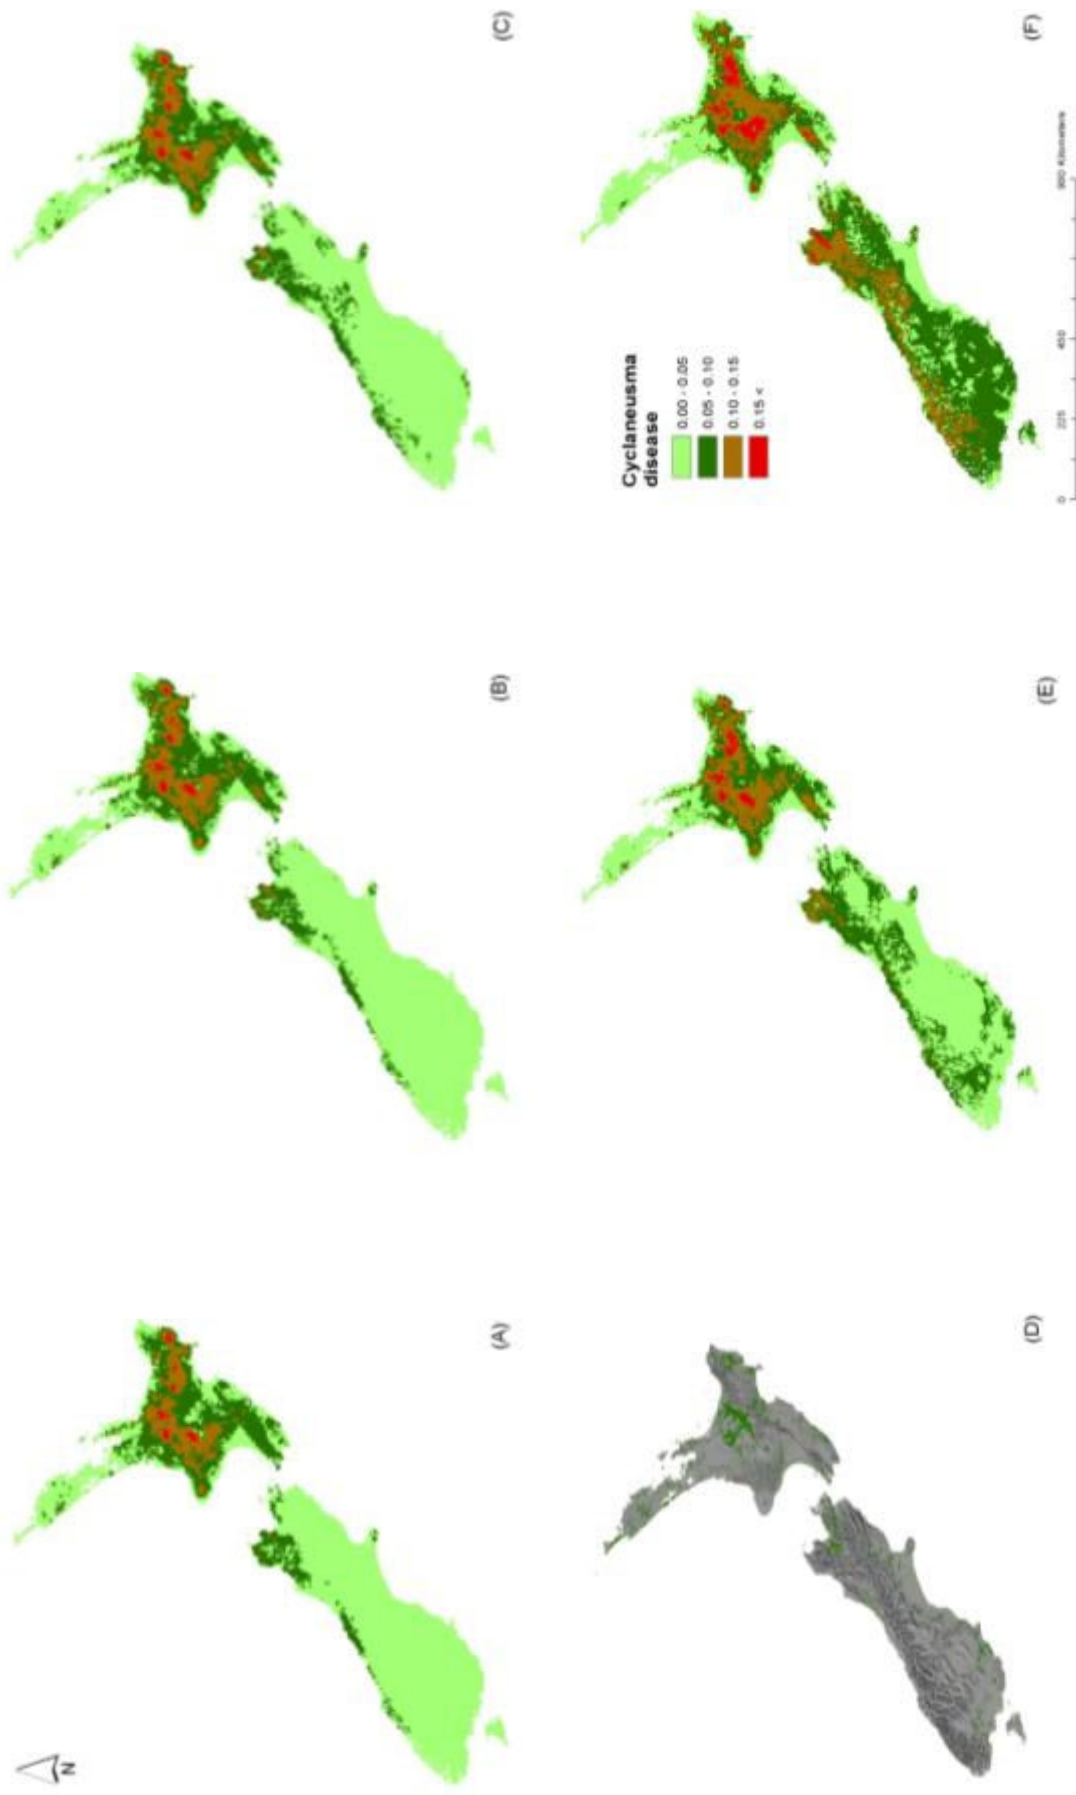 N
(A)
(B)
(C)
Cyclaneusma
disease
0.00 - 0.05
0.05 - 0.10
0.10 - 0.15
0.15 <
(D)
(E)
(F)
0 225 450 900 Kilometers